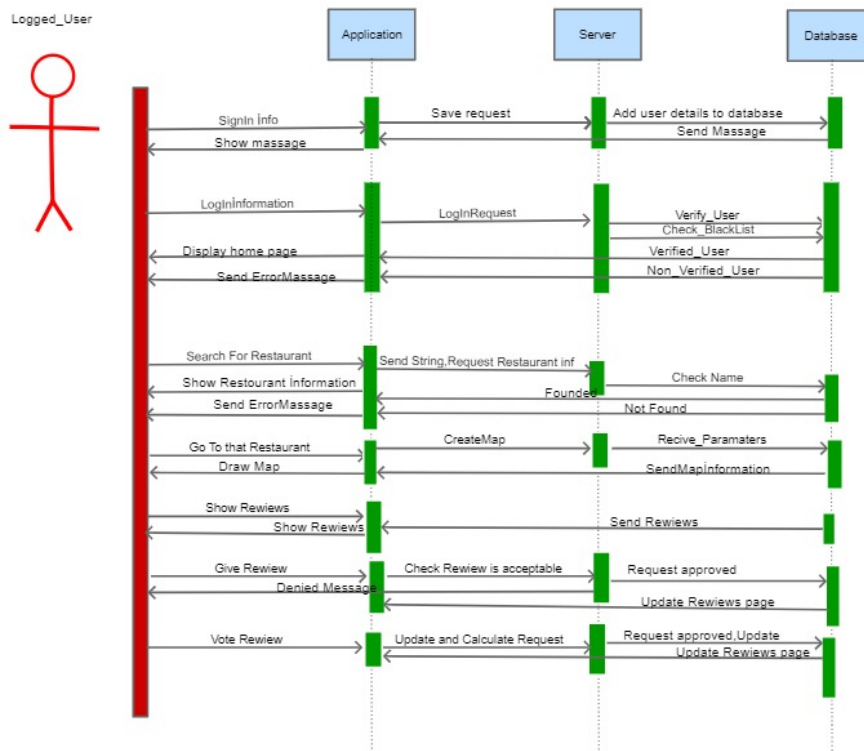 Logged_User
Application
Server
Database
SignIn İnfo
Save request
Add user details to database
Send Massage
Show massage
LogInİnformation
LogInRequest
Verify_User
Check_BlackList
Display home page
Verified_User
Send ErrorMassage
Non_Verified_User
Search For Restaurant
Send String,Request Restaurant inf
Check Name
Show Restourant İnformation
Founded
Send ErrorMassage
Not Found
Go To that Restaurant
CreateMap
Recive_Paramaters
Draw Map
SendMapİnformation
Show Rewiews
Send Rewiews
Show Rewiews
Give Rewiew
Check Rewiew is acceptable
Request approved
Denied Message
Update Rewiews page
Vote Rewiew
Update and Calculate Request
Request approved,Update
Update Rewiews page